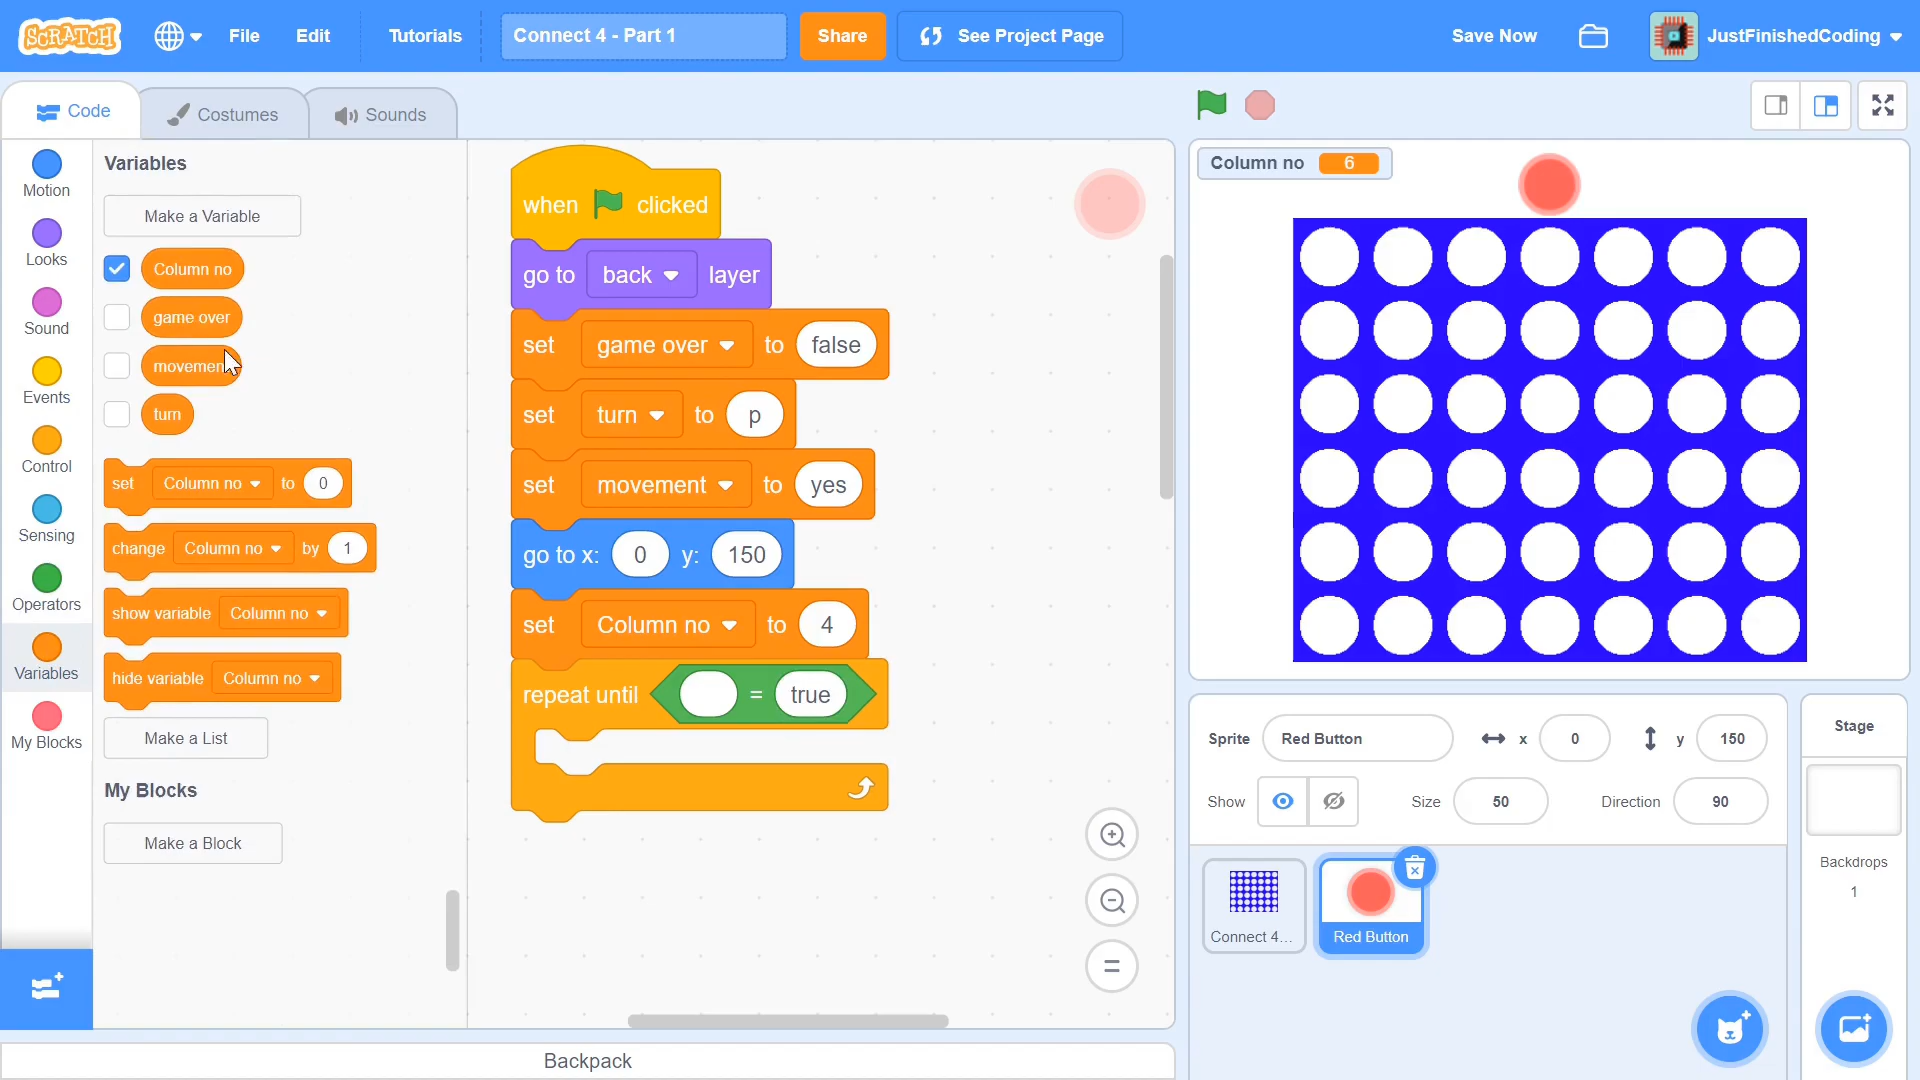 SCRATCH
File
Edit
Tutorials
Connect 4 - Part 1
Share
See Project Page
Save Now
JustFinishedCoding
Code
Costumes
Sounds
Motion
Looks
Sound
Events
Control
Sensing
Operators
Variables
My Blocks
Variables
Make a Variable
Column no
game over
movement
turn
set Column no to 0
change Column no by 1
show variable Column no
hide variable Column no
Make a List
My Blocks
Make a Block
when clicked
go to back layer
set game over to false
set turn to p
set movement to yes
go to x: 0 y: 150
set Column no to 4
repeat until = true
Backpack
Column no 6
Sprite Red Button x 0 y 150
Show Size 50 Direction 90
Connect 4...
Red Button
Stage
Backdrops
1